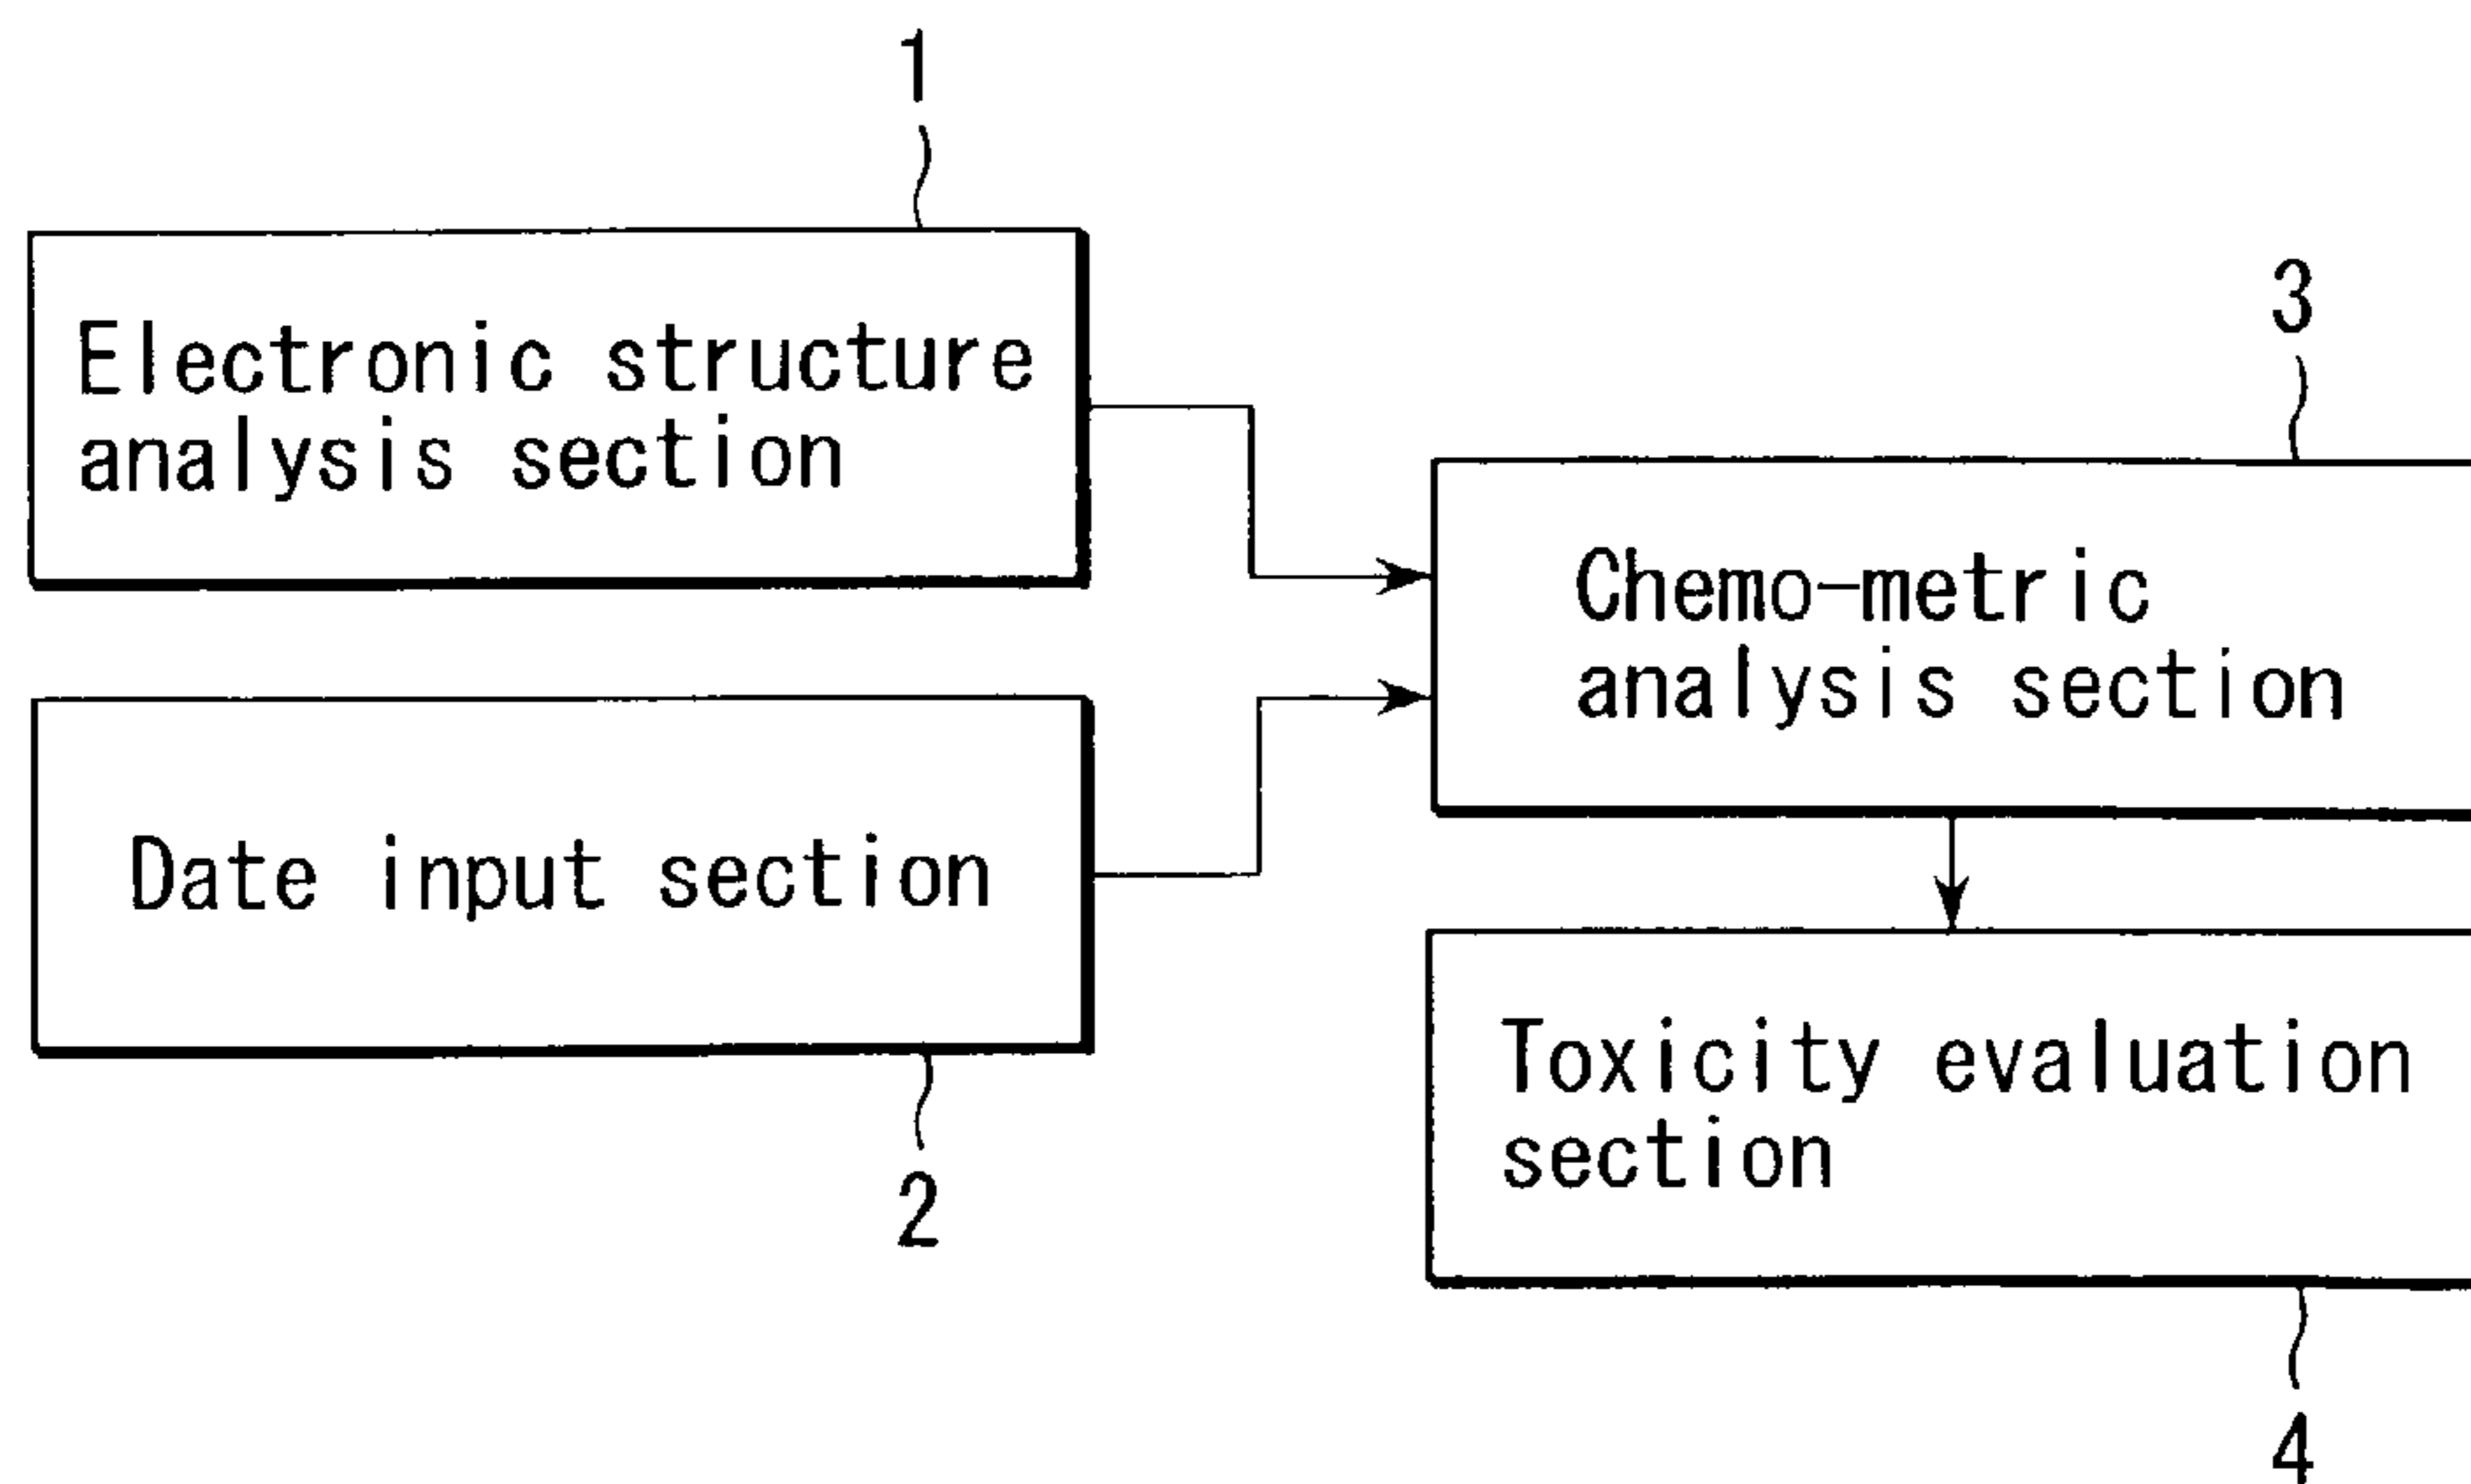 1
Electronic structure
analysis section
3
Chemo-metric
analysis section
Date input section
2
Toxicity evaluation
section
4